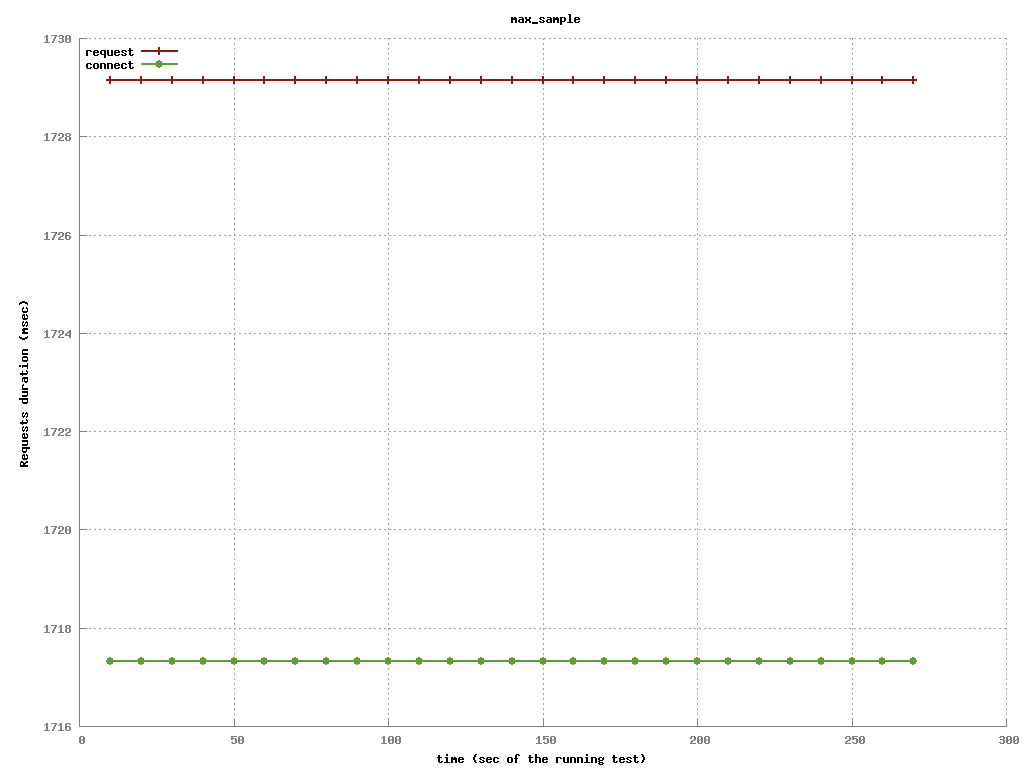 max_sample
1730
request
connect
1728
1726
1724
1722
1720
1718
1716
Requests duration (msec)
0 50 100 150 200 250 300
time (sec of the running test)